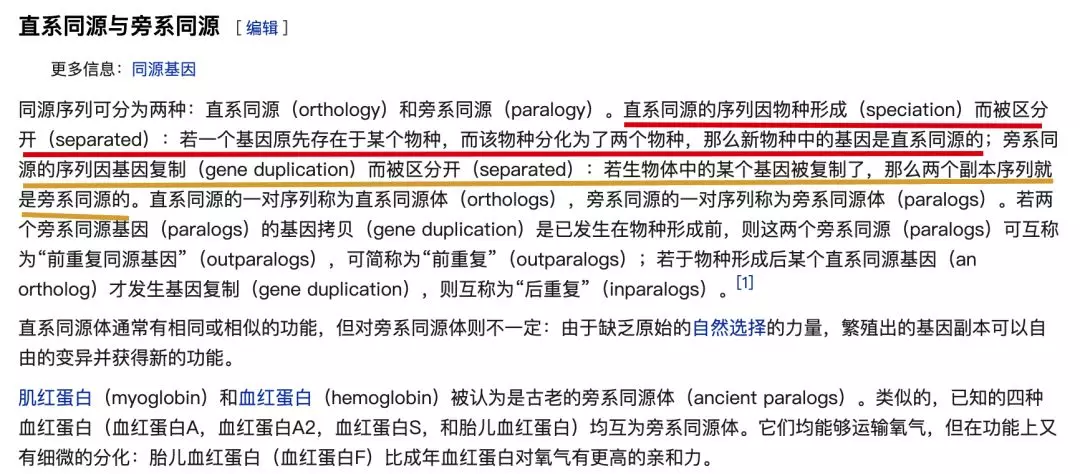 直系同源与旁系同源 [编辑]
更多信息：同源基因
同源序列可分为两种：直系同源（orthology）和旁系同源（paralogy）。直系同源的序列因物种形成（speciation）而被区分
开（separated）：若一个基因原先存在于某个物种，而该物种分化为了两个物种，那么新物种中的基因是直系同源的；旁系同
源的序列因基因复制（gene duplication）而被区分开（separated）：若生物体中的某个基因被复制了，那么两个副本序列就
是旁系同源的。直系同源的一对序列称为直系同源体（orthologs），旁系同源的一对序列称为旁系同源体（paralogs）。若两
个旁系同源基因（paralogs）的基因拷贝（gene duplication）是已发生在物种形成前，则这两个旁系同源（paralogs）可互称
为“前重复同源基因”（outparalogs），可简称为“前重复”（outparalogs）；若于物种形成后某个直系同源基因（an
ortholog）才发生基因复制（gene duplication），则互称为“后重复”（inparalogs）。[1]
直系同源体通常有相同或相似的功能，但对旁系同源体则不一定：由于缺乏原始的自然选择的力量，繁殖出的基因副本可以自
由的变异并获得新的功能。
肌红蛋白（myoglobin）和血红蛋白（hemoglobin）被认为是古老的旁系同源体（ancient paralogs）。类似的，已知的四种
血红蛋白（血红蛋白A，血红蛋白A2，血红蛋白S，和胎儿血红蛋白）均互为旁系同源体。它们均能够运输氧气，但在功能上又
有细微的分化：胎儿血红蛋白（血红蛋白F）比成年血红蛋白对氧气有更高的亲和力。